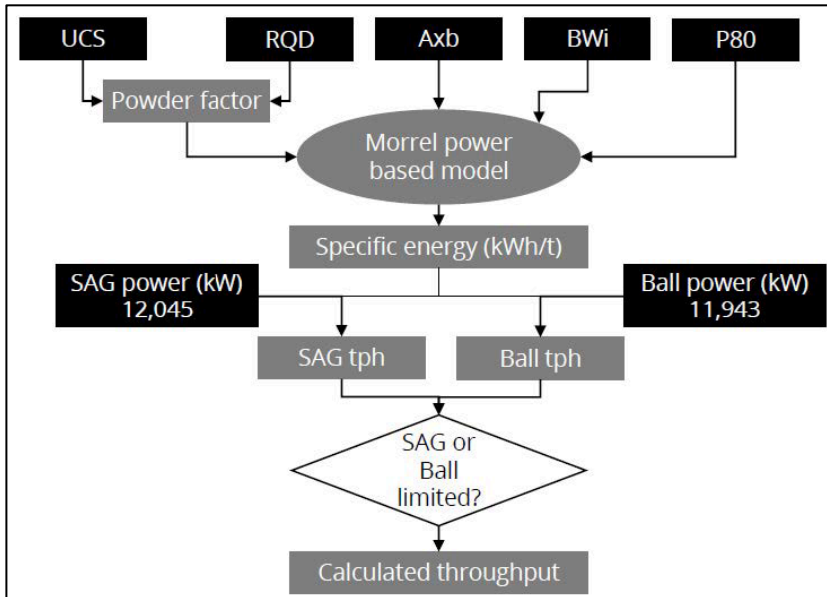 UCS
RQD
Axb
BWi
P80
Powder factor
Morrel power
based model
Specific energy (kWh/t)
SAG power (kW)
12,045
Ball power (kW)
11,943
SAG tph
Ball tph
SAG or
Ball
limited?
Calculated throughput